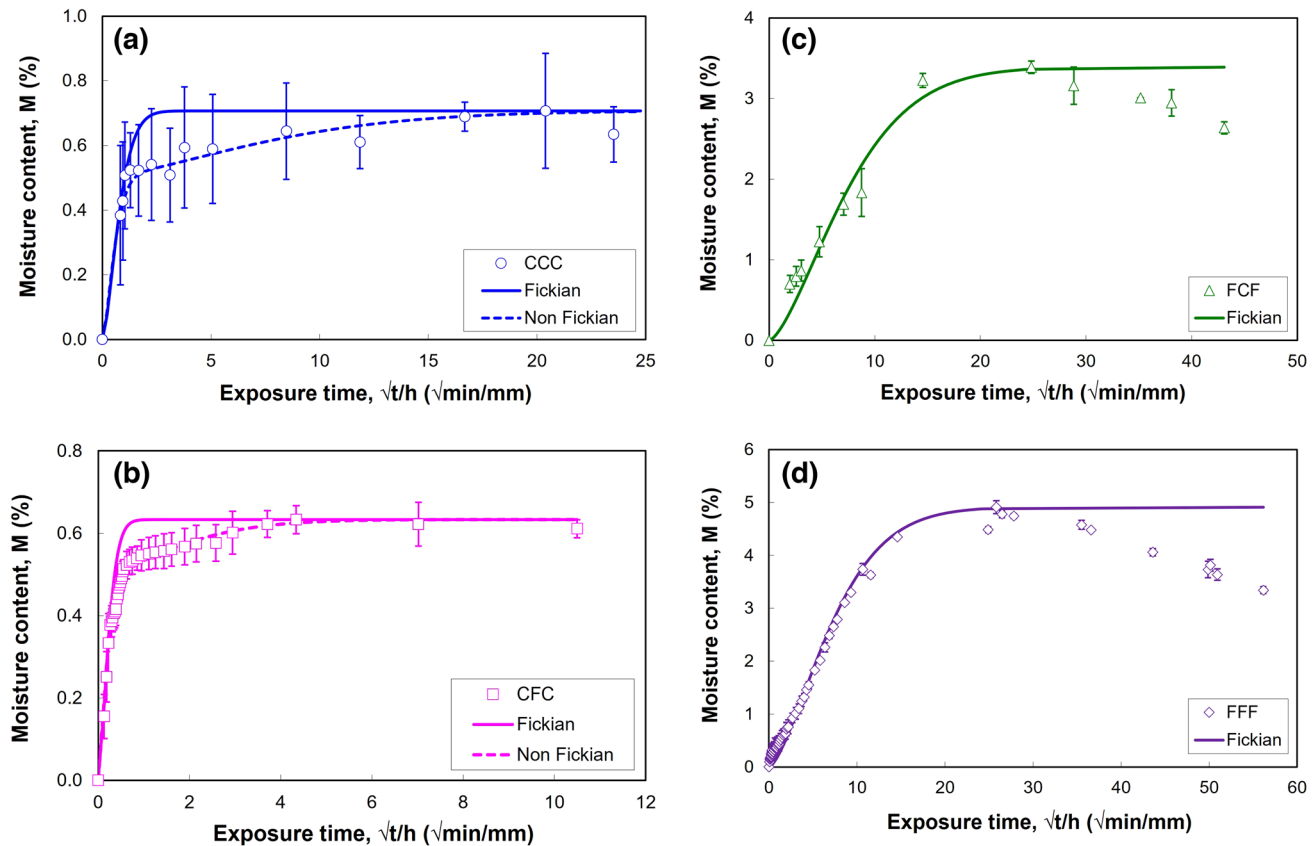 (a)
Moisture content, M (%)
0.8
0.6
0.4
0.2
0.0
0
5
10
15
20
25
Exposure time, √t/h (√min/mm)
CCC
Fickian
Non Fickian
(c)
Moisture content, M (%)
4
3
2
1
0
0
10
20
30
40
50
Exposure time, √t/h (√min/mm)
FCF
Fickian
(b)
Moisture content, M (%)
0.8
0.6
0.4
0.2
0.0
0
2
4
6
8
10
12
Exposure time, √t/h (√min/mm)
CFC
Fickian
Non Fickian
(d)
Moisture content, M (%)
6
5
4
3
2
1
0
0
10
20
30
40
50
60
Exposure time, √t/h (√min/mm)
FFF
Fickian